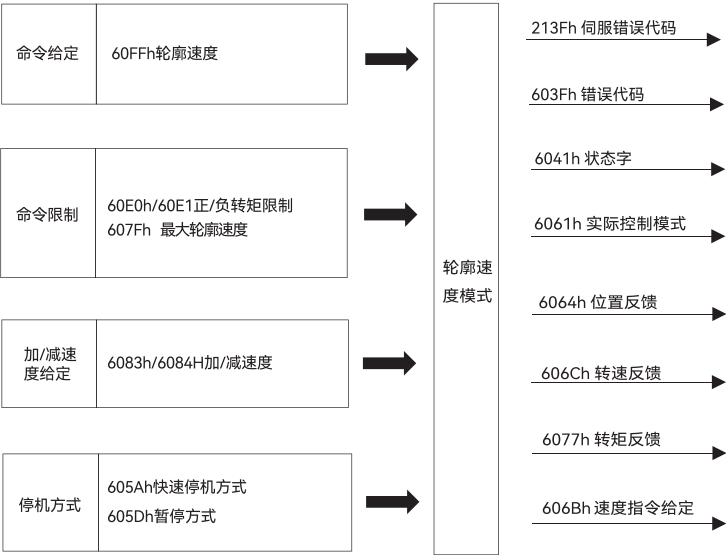 命令给定
60FFh轮廓速度
命令限制
60E0h/60E1正/负转矩限制
607Fh 最大轮廓速度
加/减速
度给定
6083h/6084H加/减速度
停机方式
605Ah快速停机方式
605Dh暂停方式
轮廓速
度模式
213Fh 伺服错误代码
603Fh 错误代码
6041h 状态字
6061h 实际控制模式
6064h 位置反馈
606Ch 转速反馈
6077h 转矩反馈
606Bh 速度指令给定